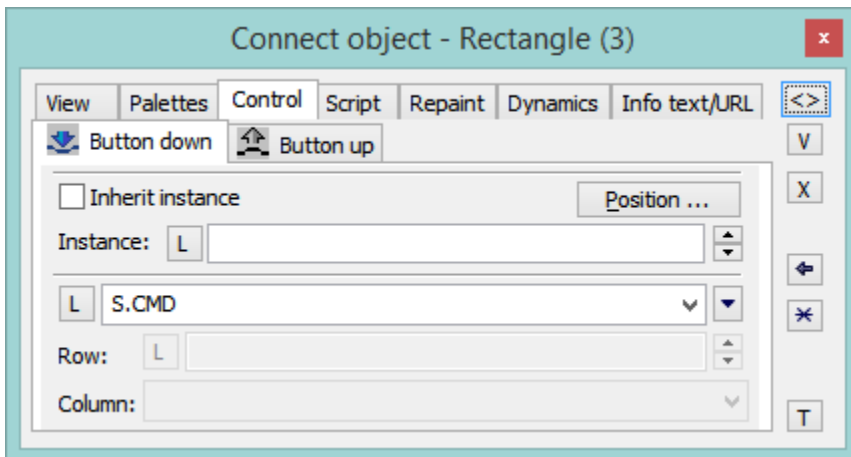 Connect object - Rectangle (3)
x
View Palettes Control Script Repaint Dynamics Info text/URL <>
Button down Button up V
Inherit instance Position ... X
Instance: L
L S.CMD
Row: L
Column:
T